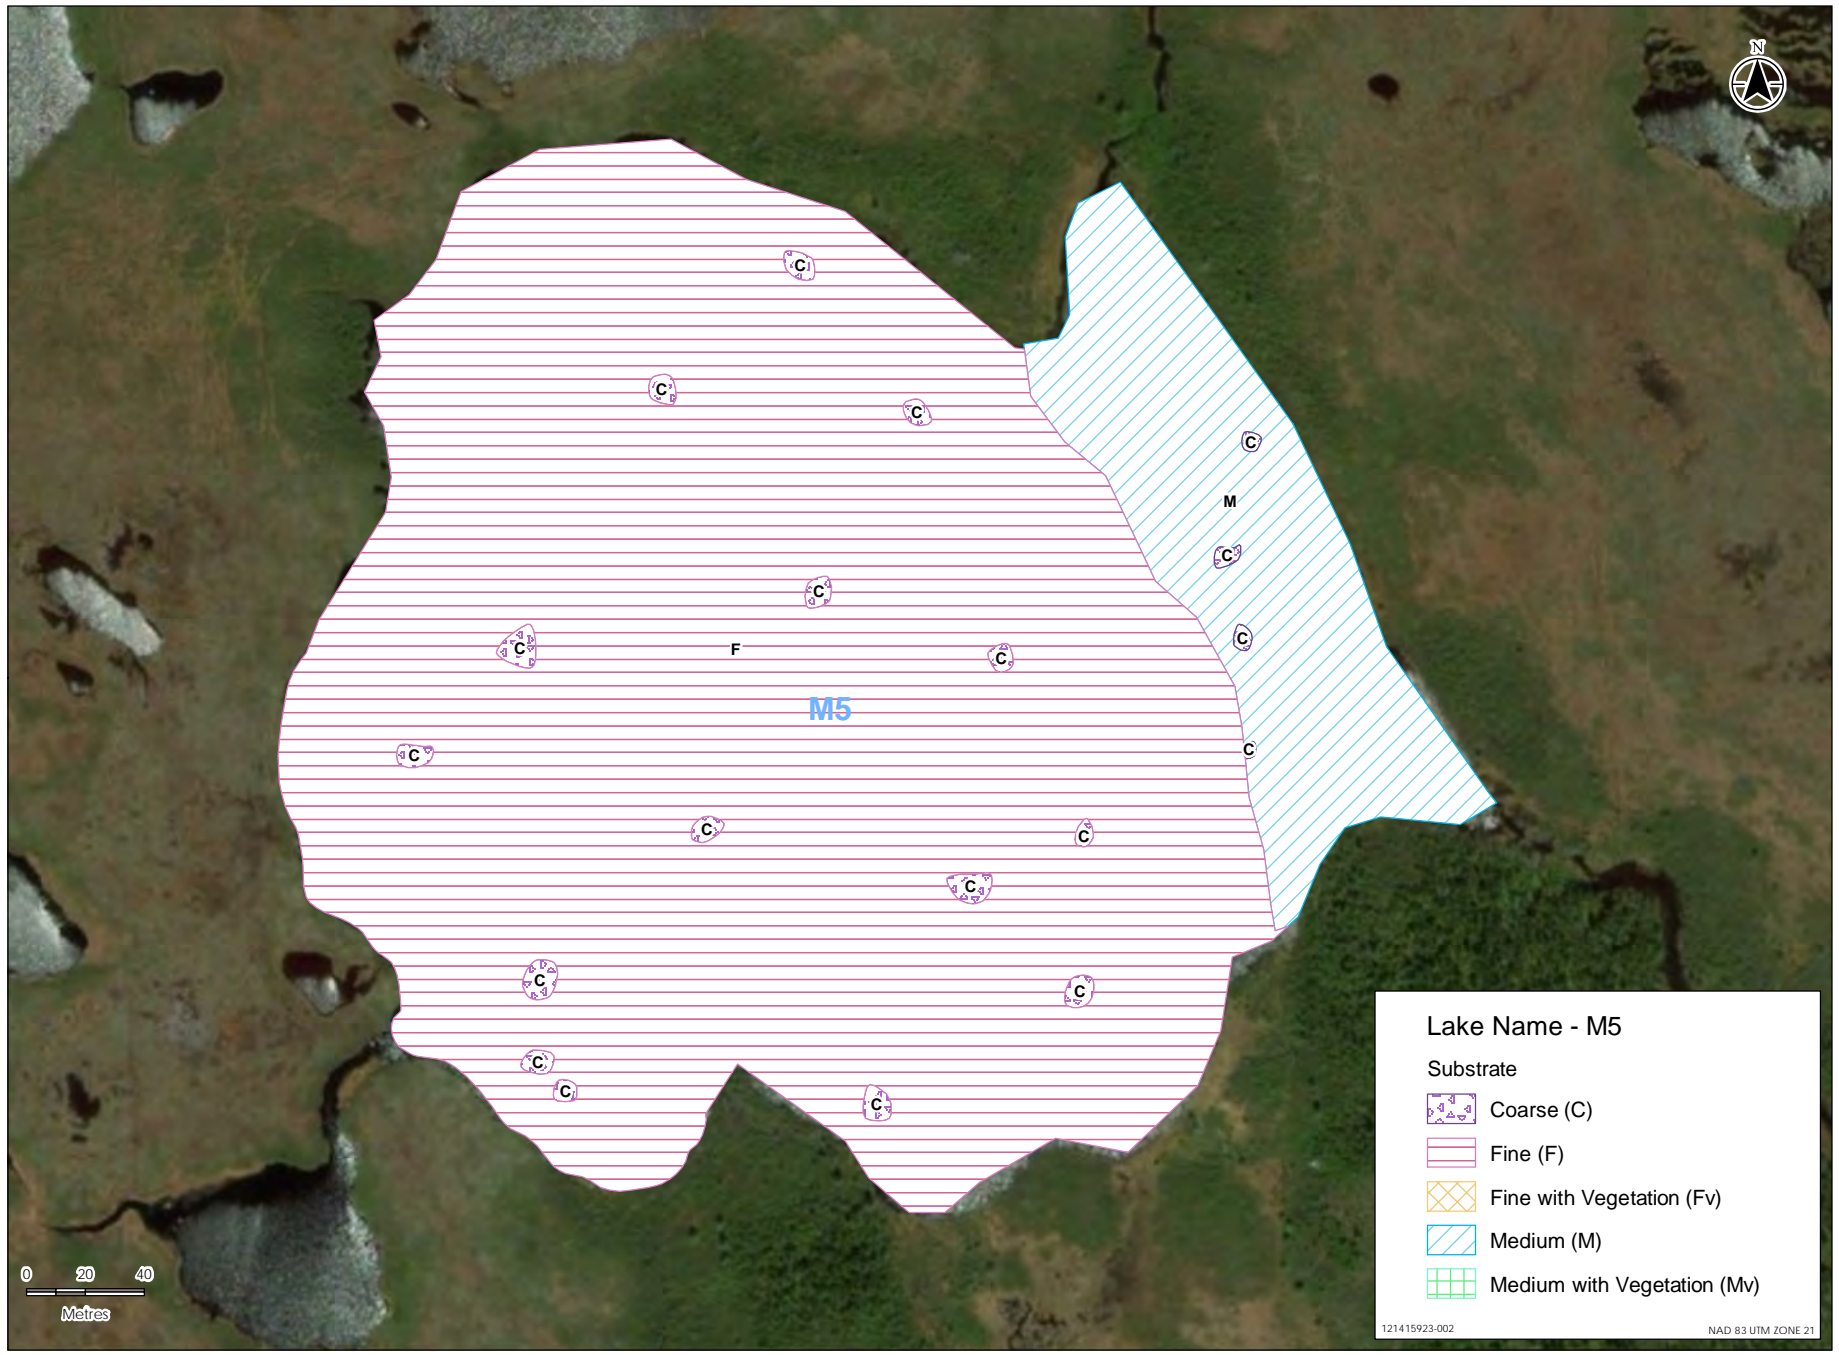 N
C
C
C
C
M
C
C
F
C
C
C
M5
C
C
C
C
C
C
C
C
C
C
Lake Name - M5
Substrate
Coarse (C)
Fine (F)
Fine with Vegetation (Fv)
Medium (M)
Medium with Vegetation (Mv)
0 20 40
Metres
121415923-002 NAD 83 UTM ZONE 21